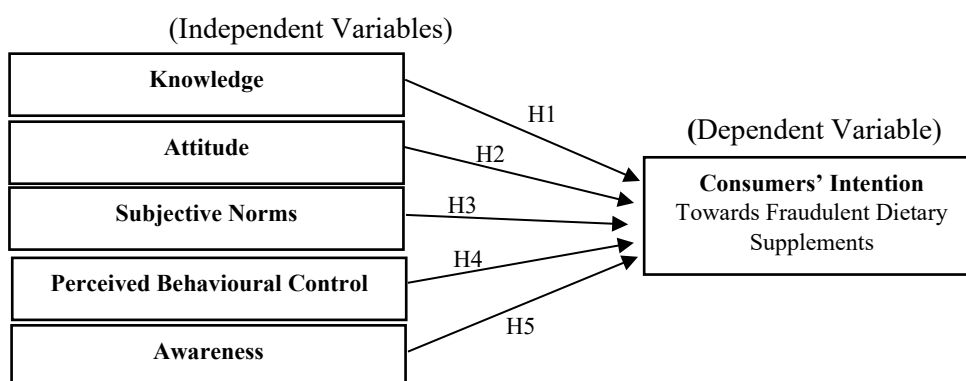 (Independent Variables)
Knowledge
H1
(Dependent Variable)
Attitude
H2
Consumers’ Intention
Towards Fraudulent Dietary
Supplements
Subjective Norms
H3
H4
Perceived Behavioural Control
H5
Awareness